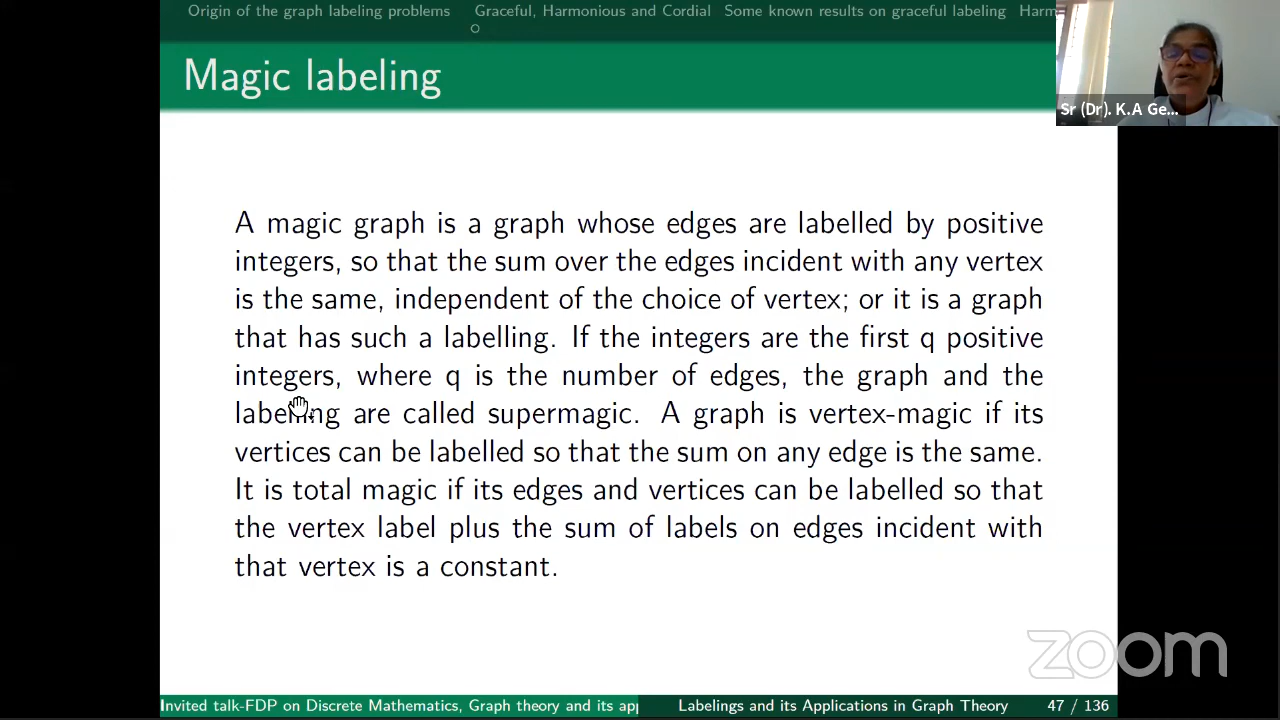 Origin of the graph labeling problems Graceful, Harmonious and Cordial Some known results on graceful labeling Harm
Magic labeling
Sr (Dr). K.A Ge...
A magic graph is a graph whose edges are labelled by positive
integers, so that the sum over the edges incident with any vertex
is the same, independent of the choice of vertex; or it is a graph
that has such a labelling. If the integers are the first q positive
integers, where q is the number of edges, the graph and the
labelling are called supermagic. A graph is vertex-magic if its
vertices can be labelled so that the sum on any edge is the same.
It is total magic if its edges and vertices can be labelled so that
the vertex label plus the sum of labels on edges incident with
that vertex is a constant.
zoom
Invited talk-FDP on Discrete Mathematics, Graph theory and its app Labelings and its Applications in Graph Theory 47 / 136